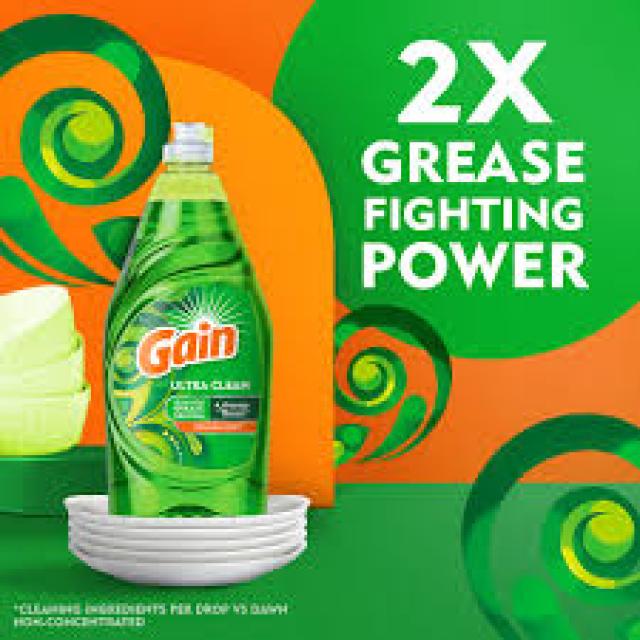 2X
GREASE
FIGHTING
POWER
Gain
ULTRA CLEAN
*CLEANING INGREDIENTS PER DROP VS DAWN
NON-CONCENTRATED